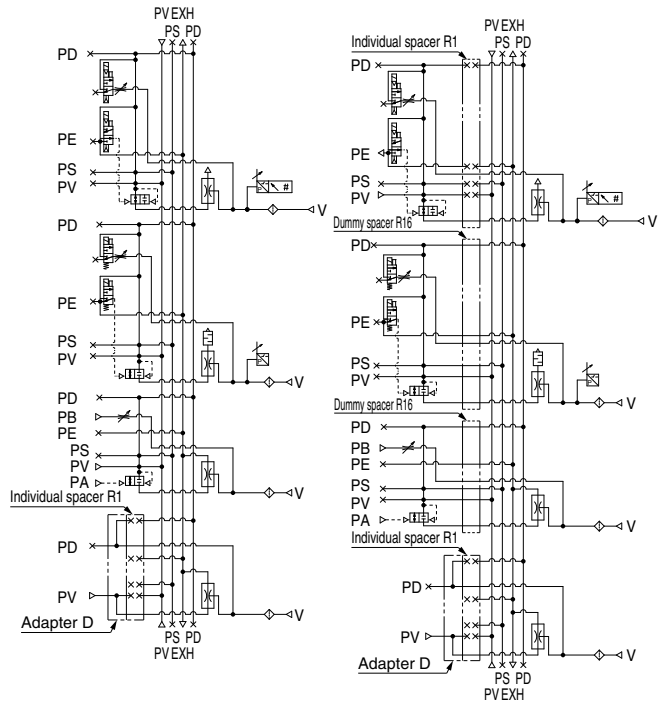 PV EXH
PS PD
PD
PE
PS
PV
#
V
PD
PE
PS
PV
V
PD
PB
PE
PS
PV
PA
V
Individual spacer R1
PD
PV
V
Adapter D
PS PD
PV EXH
PV EXH
PS PD
Individual spacer R1
PD
PE
PS
PV
#
V
Dummy spacer R16
PD
PE
PS
PV
V
Dummy spacer R16
PD
PB
PE
PS
PV
PA
V
Individual spacer R1
PD
PV
V
Adapter D
PS PD
PV EXH